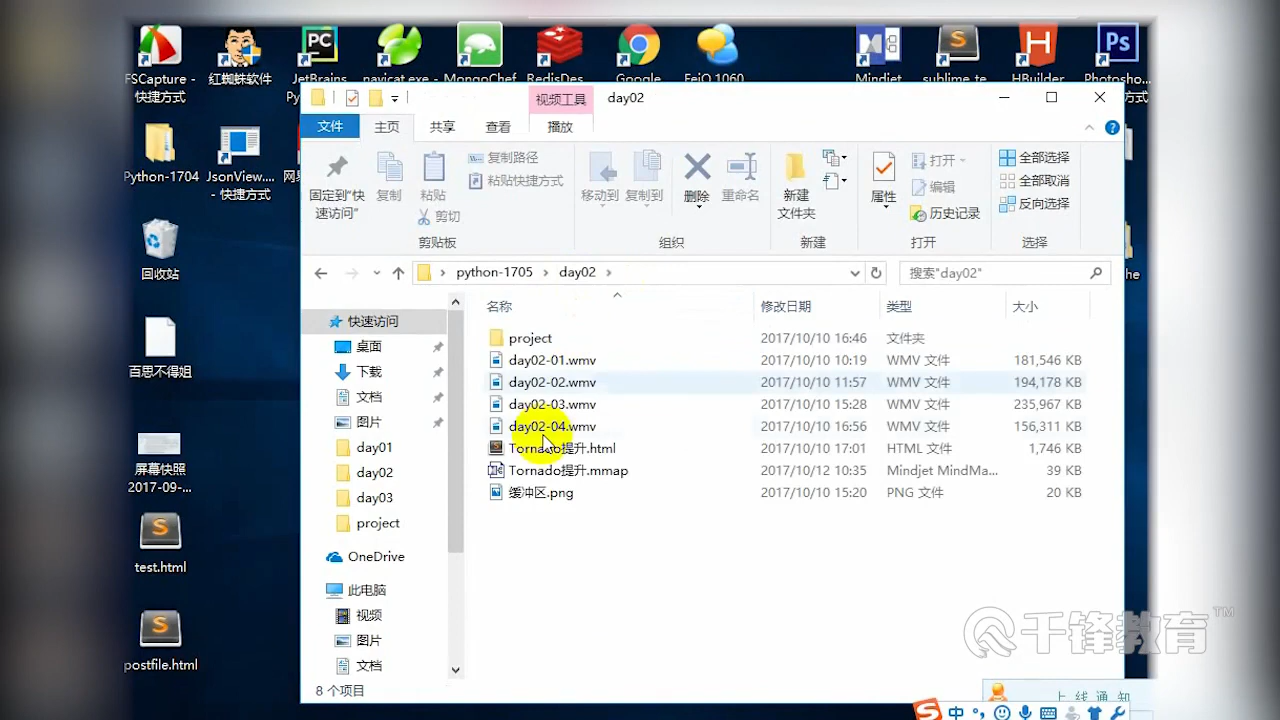 FSCapture - 快捷方式
红蜘蛛软件
JetBrains
navicat.exe -
MongoChef
RedisDes...
Google
FeiQ 1060
Mindjet
sublime_te
HBuilder
Photosho...
方式
视频工具 day02
文件 主页 共享 查看 播放
固定到"快速访问"
复制
粘贴
复制路径
粘贴快捷方式
剪切
移动到 复制到
删除 重命名
新建文件夹
属性
打开
编辑
历史记录
全部选择
全部取消
反向选择
剪贴板 组织 新建 打开 选择
python-1705 › day02 ›
搜索"day02"
名称 修改日期 类型 大小
project 2017/10/10 16:46 文件夹
day02-01.wmv 2017/10/10 10:19 WMV 文件 181,546 KB
day02-02.wmv 2017/10/10 11:57 WMV 文件 194,178 KB
day02-03.wmv 2017/10/10 15:28 WMV 文件 235,967 KB
day02-04.wmv 2017/10/10 16:56 WMV 文件 156,311 KB
Tornado提升.html 2017/10/10 17:01 HTML 文件 1,746 KB
Tornado提升.mmap 2017/10/12 10:35 Mindjet MindMa... 39 KB
缓冲区.png 2017/10/10 15:20 PNG 文件 20 KB
快速访问
桌面
下载
文档
图片
day01
day02
day03
project
OneDrive
此电脑
视频
图片
文档
8 个项目
Python-1704
JsonView.... - 快捷方式
回收站
百思不得姐
屏幕快照 2017-09-...
test.html
postfile.html
千锋教育™
上 线 通 知
中